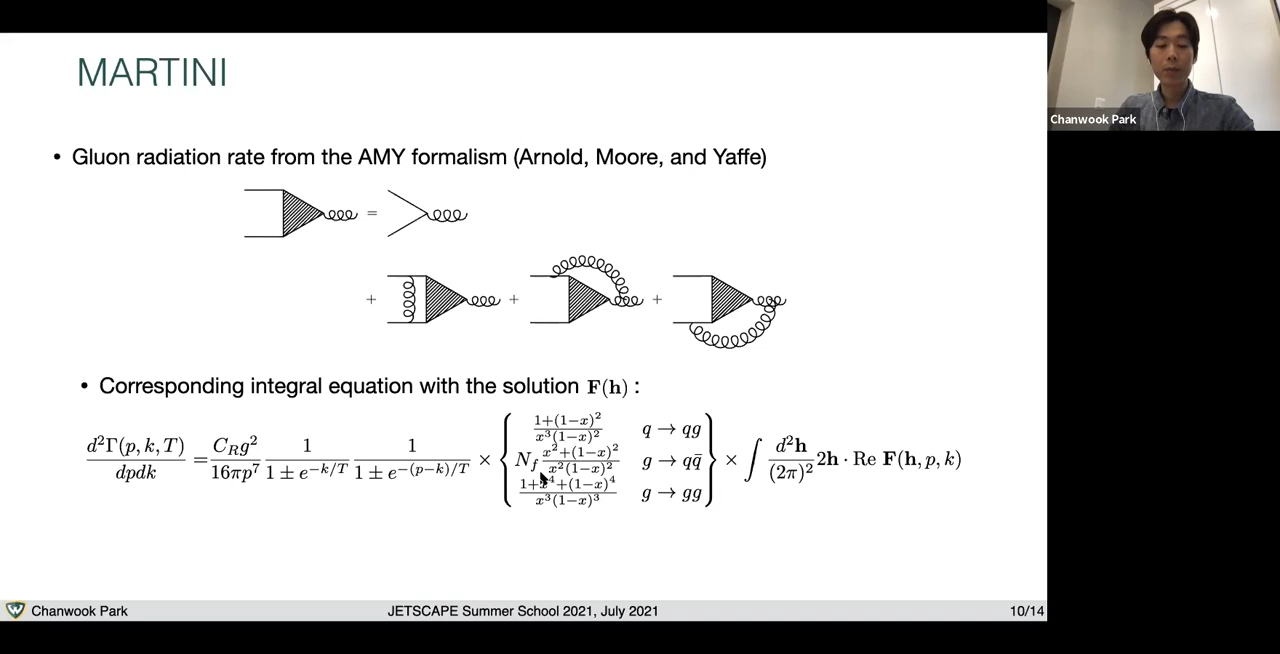 MARTINI
Chanwook Park
• Gluon radiation rate from the AMY formalism (Arnold, Moore, and Yaffe)
=
+ + +
• Corresponding integral equation with the solution F(h) :
d²Γ(p, k, T)/dpdk = C_R g²/16πp⁷ 1/1 ± e^{−k/T} 1/1 ± e^{−(p−k)/T} × { 1+(1−x)²/x³(1−x)² q → qg
N_f x²+(1−x)²/x²(1−x)² g → qq̄
1+x⁴+(1−x)⁴/x³(1−x)³ g → gg } × ∫ d²h/(2π)² 2h · Re F(h, p, k)
Chanwook Park JETSCAPE Summer School 2021, July 2021 10/14